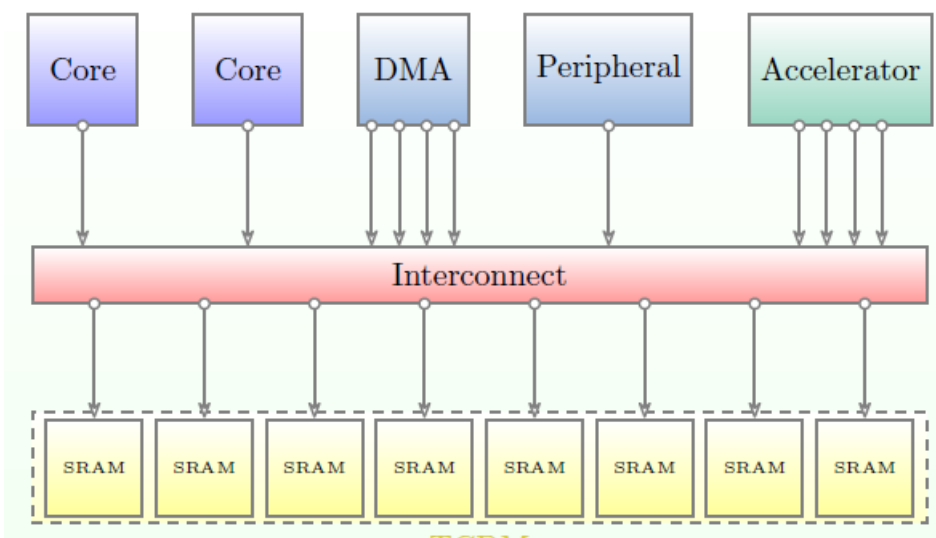 Core
Core
DMA
Peripheral
Accelerator
Interconnect
SRAM
SRAM
SRAM
SRAM
SRAM
SRAM
SRAM
SRAM